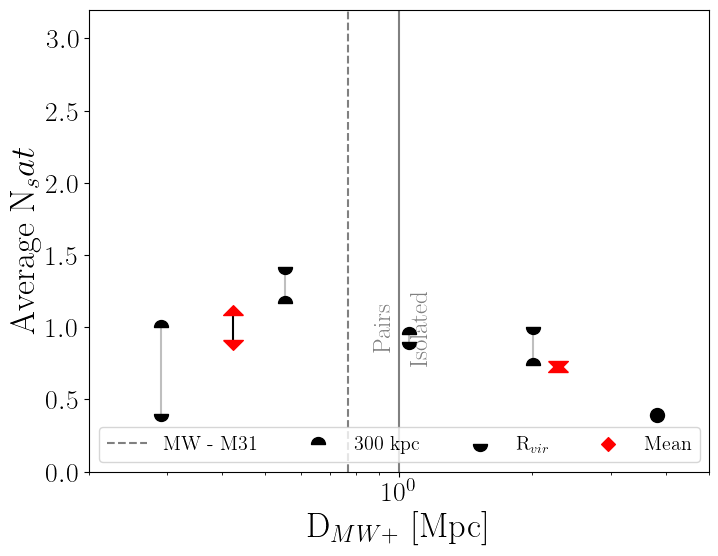 3.0
2.5
2.0
1.5
1.0
0.5
0.0
Average N_sat
Pairs
Isolated
MW - M31
300 kpc
R_vir
Mean
10^0
D_MW+ [Mpc]